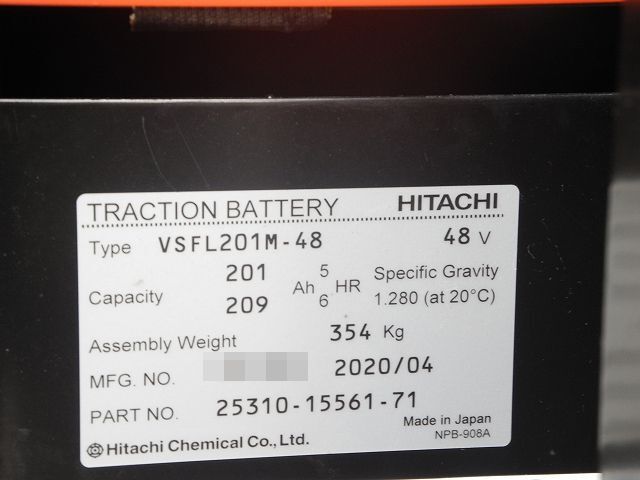 TRACTION BATTERY HITACHI
Type VSFL201M-48 48 V
Capacity 201 Ah 5 HR Specific Gravity
209 6 1.280 (at 20°C)
Assembly Weight 354 Kg
MFG. NO. 2020/04
PART NO. 25310-15561-71
Made in Japan
Hitachi Chemical Co., Ltd. NPB-908A